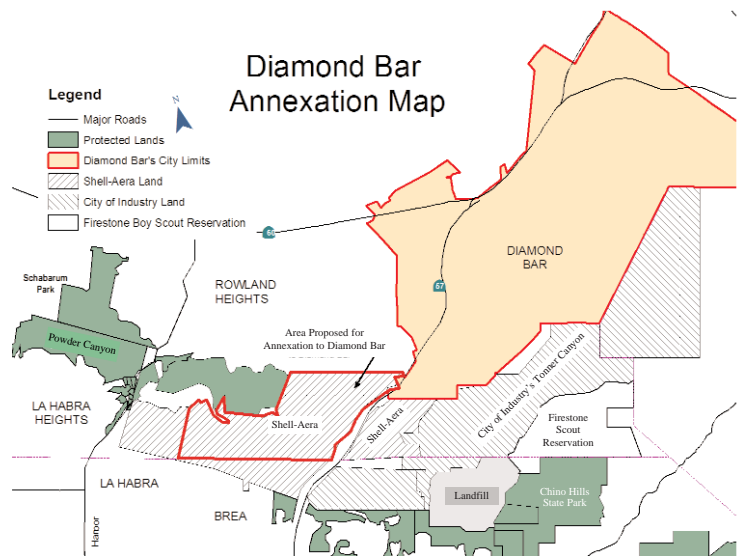 Diamond Bar
Annexation Map
Legend
N
Major Roads
Protected Lands
Diamond Bar's City Limits
Shell-Aera Land
City of Industry Land
Firestone Boy Scout Reservation
60
Schabarum
Park
ROWLAND
HEIGHTS
DIAMOND
BAR
57
Powder Canyon
Area Proposed for
Annexation to Diamond Bar
LA HABRA
HEIGHTS
Shell-Aera
Shell-Aera
City of Industry's Tonner Canyon
Firestone
Scout
Reservation
LA HABRA
BREA
Landfill
Chino Hills
State Park
Harbor